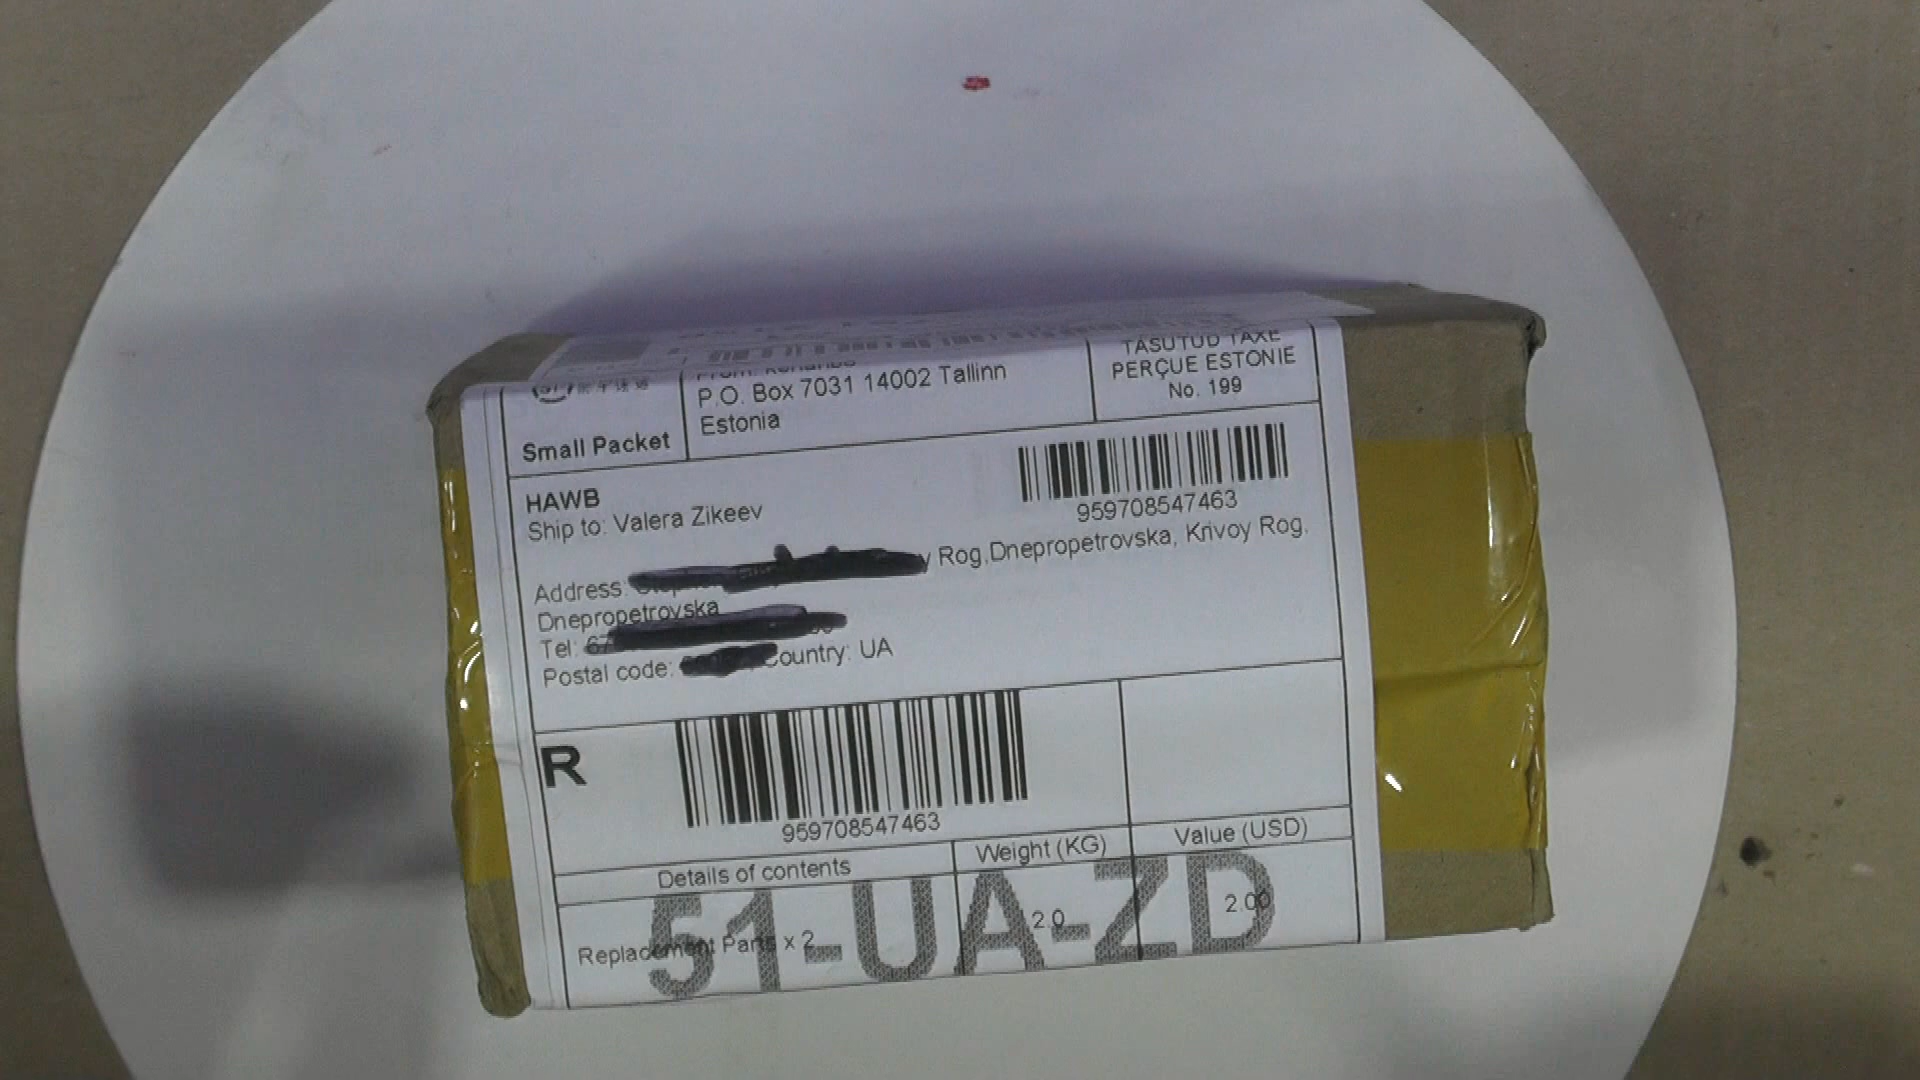 P.O. Box 7031 14002 Tallinn
Estonia
TASUTUD TAXE
PERÇUE ESTONIE
No. 199
Small Packet
HAWB
Ship to: Valera Zikeev
959708547463
Address: y Rog,Dnepropetrovska, Krivoy Rog,
Dnepropetrovska
Tel: 67
Postal code: Country: UA
R
959708547463
Details of contents Weight (KG) Value (USD)
Replacement Parts x 2 2.0 2.00
51-UA-ZD